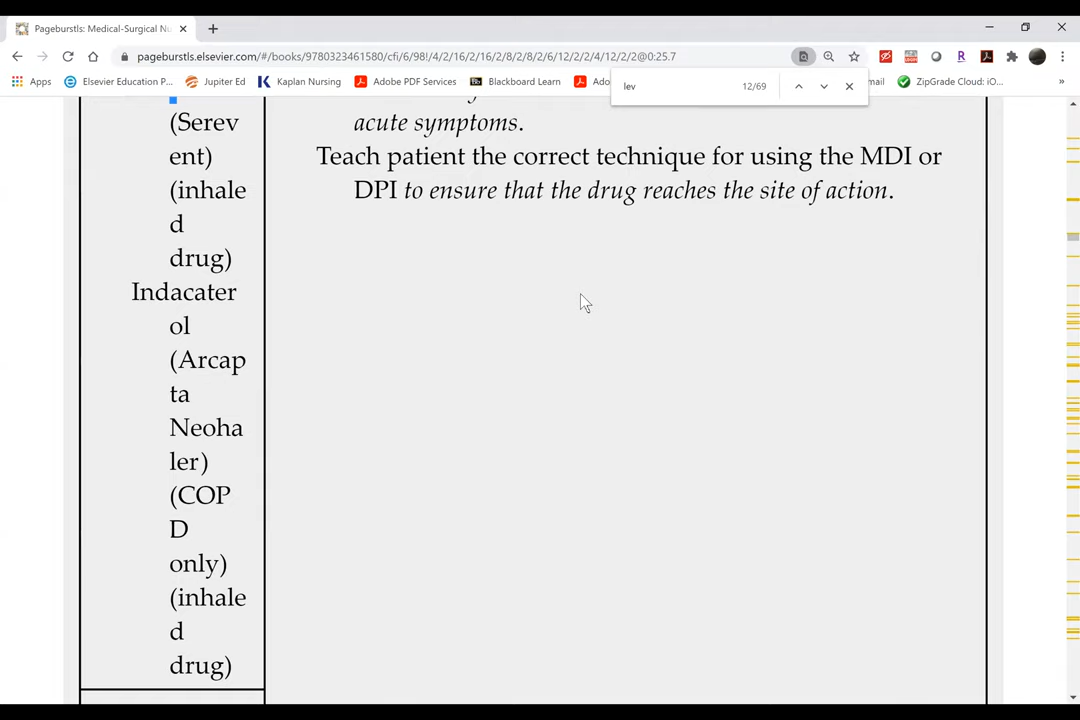 Pageburstls: Medical-Surgical Nu
pageburstls.elsevier.com/#/books/9780323461580/cfi/6/98!/4/2/16/2/16/2/8/2/8/2/6/12/2/2/4/12/2/2@0:25.7
Apps Elsevier Education P... Jupiter Ed Kaplan Nursing Adobe PDF Services Blackboard Learn Ado mail ZipGrade Cloud: iO...
lev 12/69
(Serev
ent)
(inhale
d
drug)
Indacater
ol
(Arcap
ta
Neoha
ler)
(COP
D
only)
(inhale
d
drug)
acute symptoms.
Teach patient the correct technique for using the MDI or
DPI to ensure that the drug reaches the site of action.